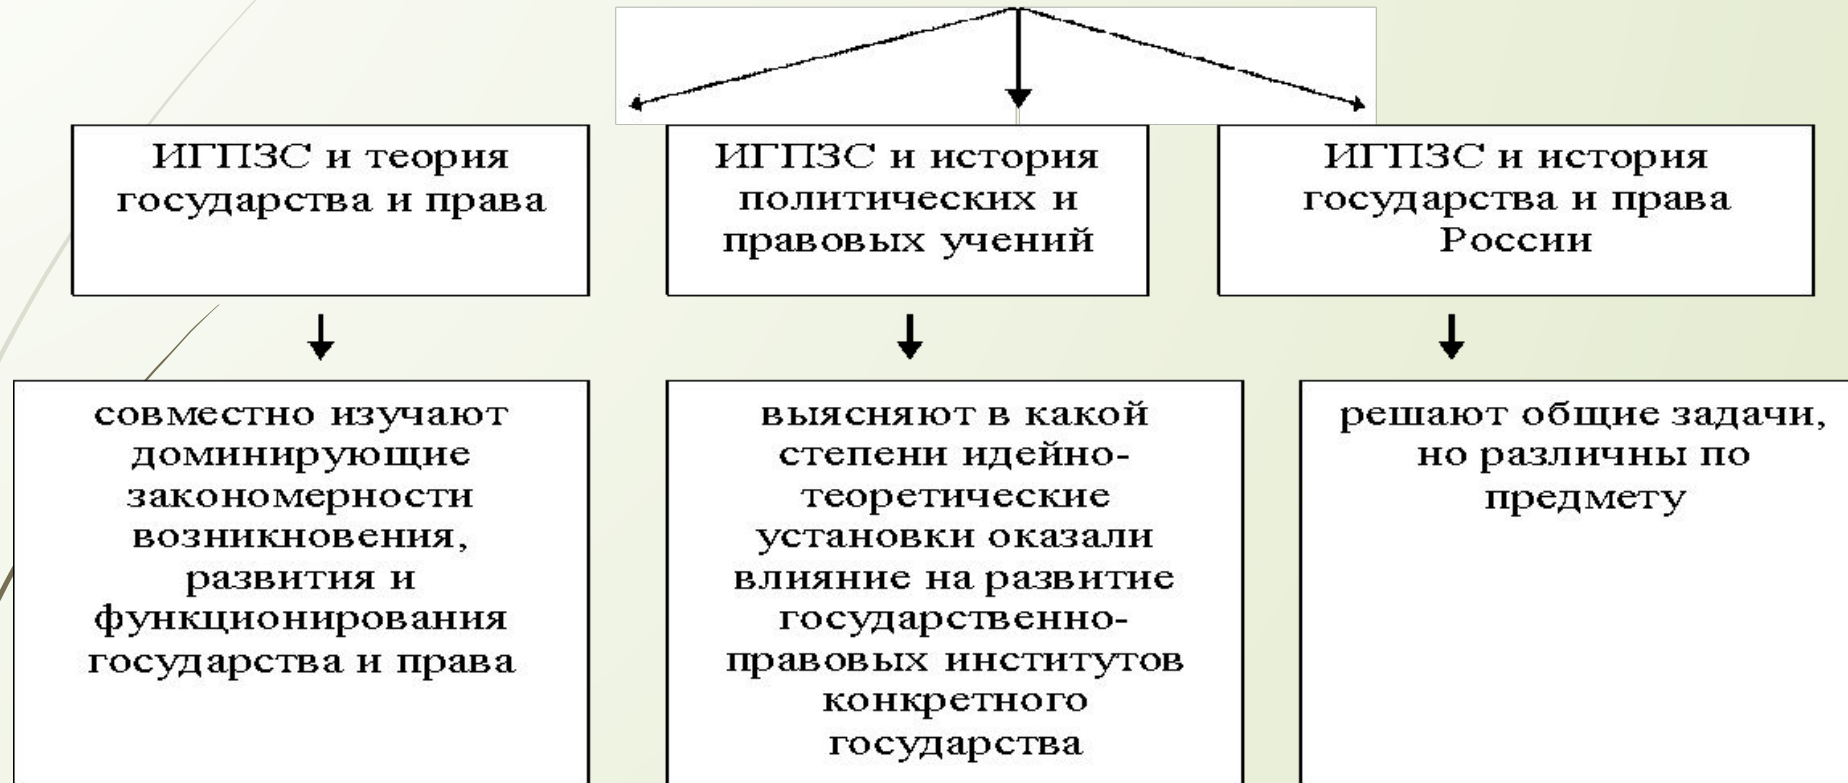 ИГПЗС и теория
государства и права
ИГПЗС и история
политических и
правовых учений
ИГПЗС и история
государства и права
России
совместно изучают
доминирующие
закономерности
возникновения,
развития и
функционирования
государства и права
выясняют в какой
степени идейно-
теоретические
установки оказали
влияние на развитие
государственно-
правовых институтов
конкретного
государства
решают общие задачи,
но различны по
предмету